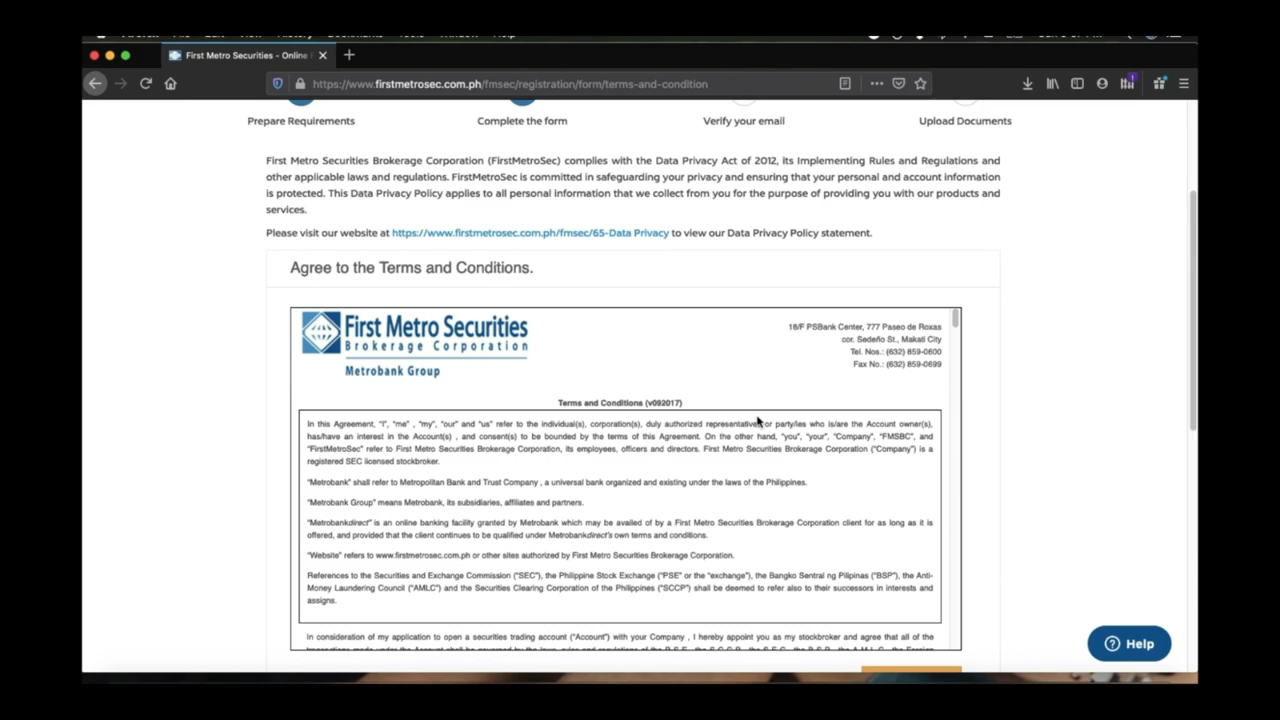 First Metro Securities - Online
https://www.firstmetrosec.com.ph/fmsec/registration/form/terms-and-condition
Prepare Requirements
Complete the form
Verify your email
Upload Documents
First Metro Securities Brokerage Corporation (FirstMetroSec) complies with the Data Privacy Act of 2012, its Implementing Rules and Regulations and
other applicable laws and regulations. FirstMetroSec is committed in safeguarding your privacy and ensuring that your personal and account information
is protected. This Data Privacy Policy applies to all personal information that we collect from you for the purpose of providing you with our products and
services.
Please visit our website at https://www.firstmetrosec.com.ph/fmsec/65-Data Privacy to view our Data Privacy Policy statement.
Agree to the Terms and Conditions.
First Metro Securities
Brokerage Corporation
Metrobank Group
18/F PSBank Center, 777 Paseo de Roxas
cor. Sedeño St., Makati City
Tel. Nos.: (632) 859-0600
Fax No.: (632) 859-0699
Terms and Conditions (v092017)
In this Agreement, "I", "me" , "my", "our" and "us" refer to the individual(s), corporation(s), duly authorized representative/s or party/ies who is/are the Account owner(s),
has/have an interest in the Account(s) , and consent(s) to be bounded by the terms of this Agreement. On the other hand, "you", "your", "Company", "FMSBC", and
"FirstMetroSec" refer to First Metro Securities Brokerage Corporation, its employees, officers and directors. First Metro Securities Brokerage Corporation ("Company") is a
registered SEC licensed stockbroker.
"Metrobank" shall refer to Metropolitan Bank and Trust Company , a universal bank organized and existing under the laws of the Philippines.
"Metrobank Group" means Metrobank, its subsidiaries, affiliates and partners.
"Metrobankdirect" is an online banking facility granted by Metrobank which may be availed of by a First Metro Securities Brokerage Corporation client for as long as it is
offered, and provided that the client continues to be qualified under Metrobankdirect's own terms and conditions.
"Website" refers to www.firstmetrosec.com.ph or other sites authorized by First Metro Securities Brokerage Corporation.
References to the Securities and Exchange Commission ("SEC"), the Philippine Stock Exchange ("PSE" or the "exchange"), the Bangko Sentral ng Pilipinas ("BSP"), the Anti-
Money Laundering Council ("AMLC") and the Securities Clearing Corporation of the Philippines ("SCCP") shall be deemed to refer also to their successors in interests and
assigns.
In consideration of my application to open a securities trading account ("Account") with your Company , I hereby appoint you as my stockbroker and agree that all of the
Help